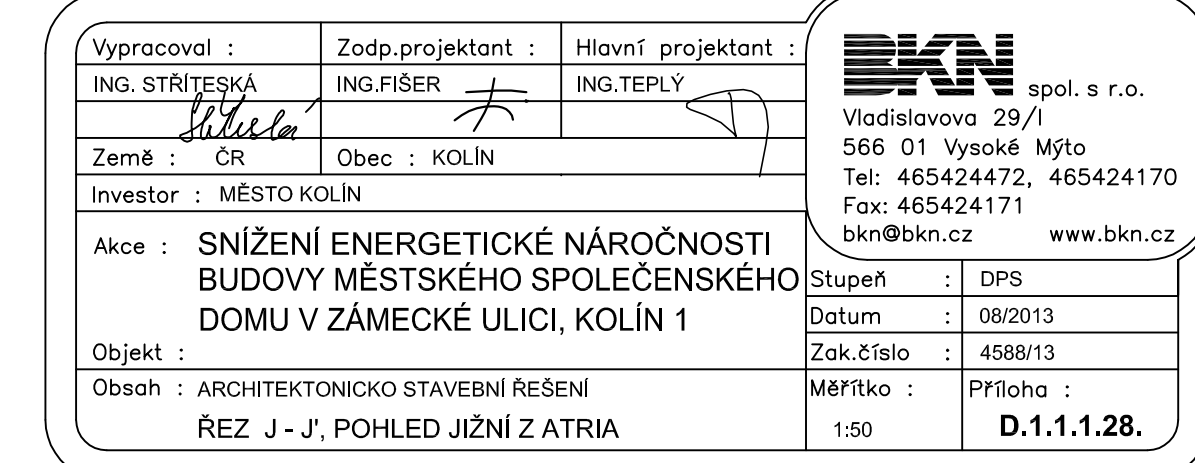 Vypracoval : Zodp.projektant : Hlavní projektant :
ING. STŘÍTESKÁ ING.FIŠER ING.TEPLÝ
Země : ČR Obec : KOLÍN
Investor : MĚSTO KOLÍN
Akce : SNÍŽENÍ ENERGETICKÉ NÁROČNOSTI
BUDOVY MĚSTSKÉHO SPOLEČENSKÉHO
DOMU V ZÁMECKÉ ULICI, KOLÍN 1
Objekt :
Obsah : ARCHITEKTONICKO STAVEBNÍ ŘEŠENÍ
ŘEZ J - J', POHLED JIŽNÍ Z ATRIA
BKN spol. s r.o.
Vladislavova 29/I
566 01 Vysoké Mýto
Tel: 465424472, 465424170
Fax: 465424171
bkn@bkn.cz www.bkn.cz
Stupeň : DPS
Datum : 08/2013
Zak.číslo : 4588/13
Měřítko : Příloha :
1:50 D.1.1.1.28.